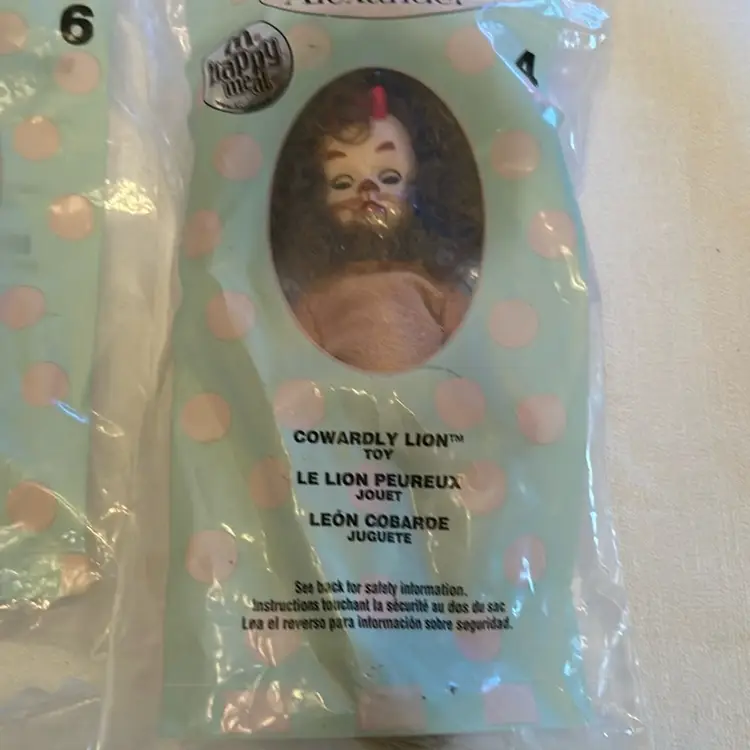 Alexander
6
happy
meal
4
COWARDLY LION™
TOY
LE LION PEUREUX
JOUET
LEÓN COBARDE
JUGUETE
See back for safety information.
Instructions touchant la sécurité au dos du sac
Lea el reverso para información sobre seguridad.